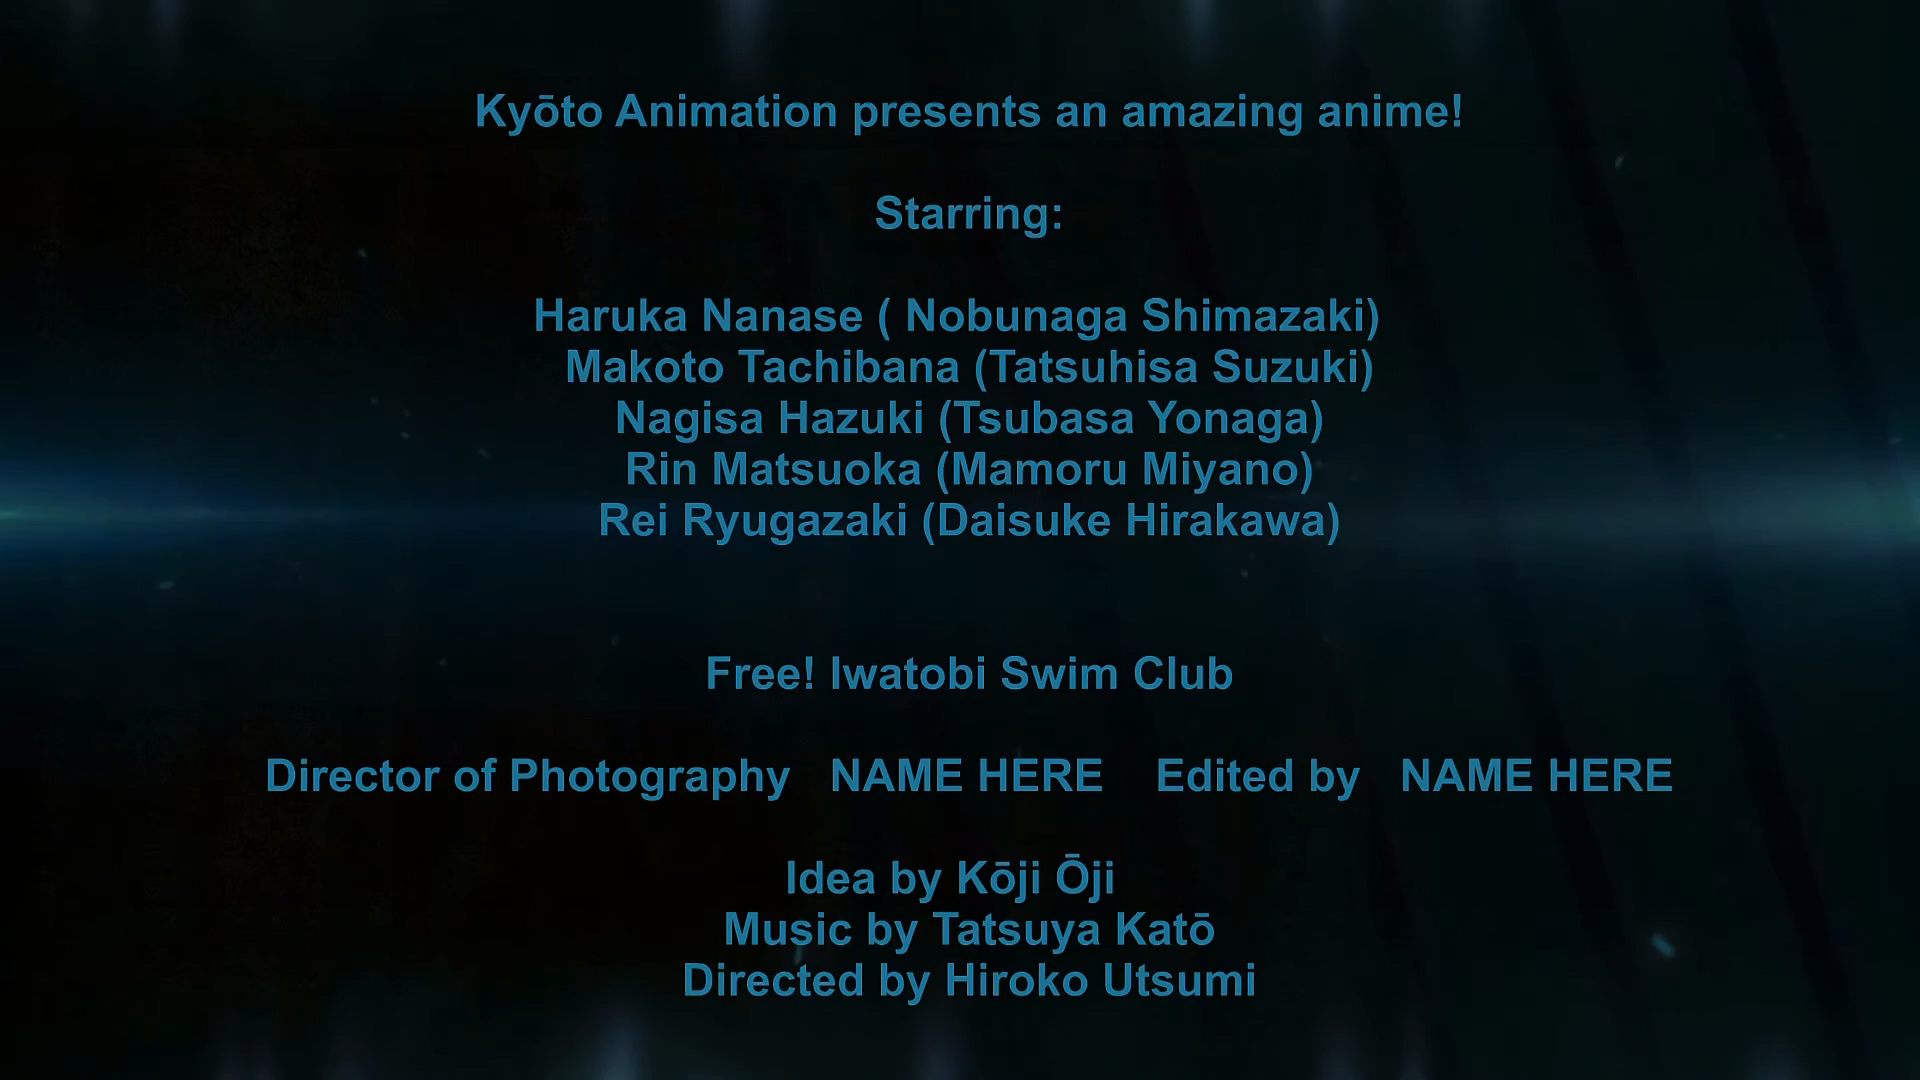 Kyōto Animation presents an amazing anime!
Starring:
Haruka Nanase ( Nobunaga Shimazaki)
Makoto Tachibana (Tatsuhisa Suzuki)
Nagisa Hazuki (Tsubasa Yonaga)
Rin Matsuoka (Mamoru Miyano)
Rei Ryugazaki (Daisuke Hirakawa)
Free! Iwatobi Swim Club
Director of Photography   NAME HERE    Edited by   NAME HERE
Idea by Kōji Ōji
Music by Tatsuya Katō
Directed by Hiroko Utsumi